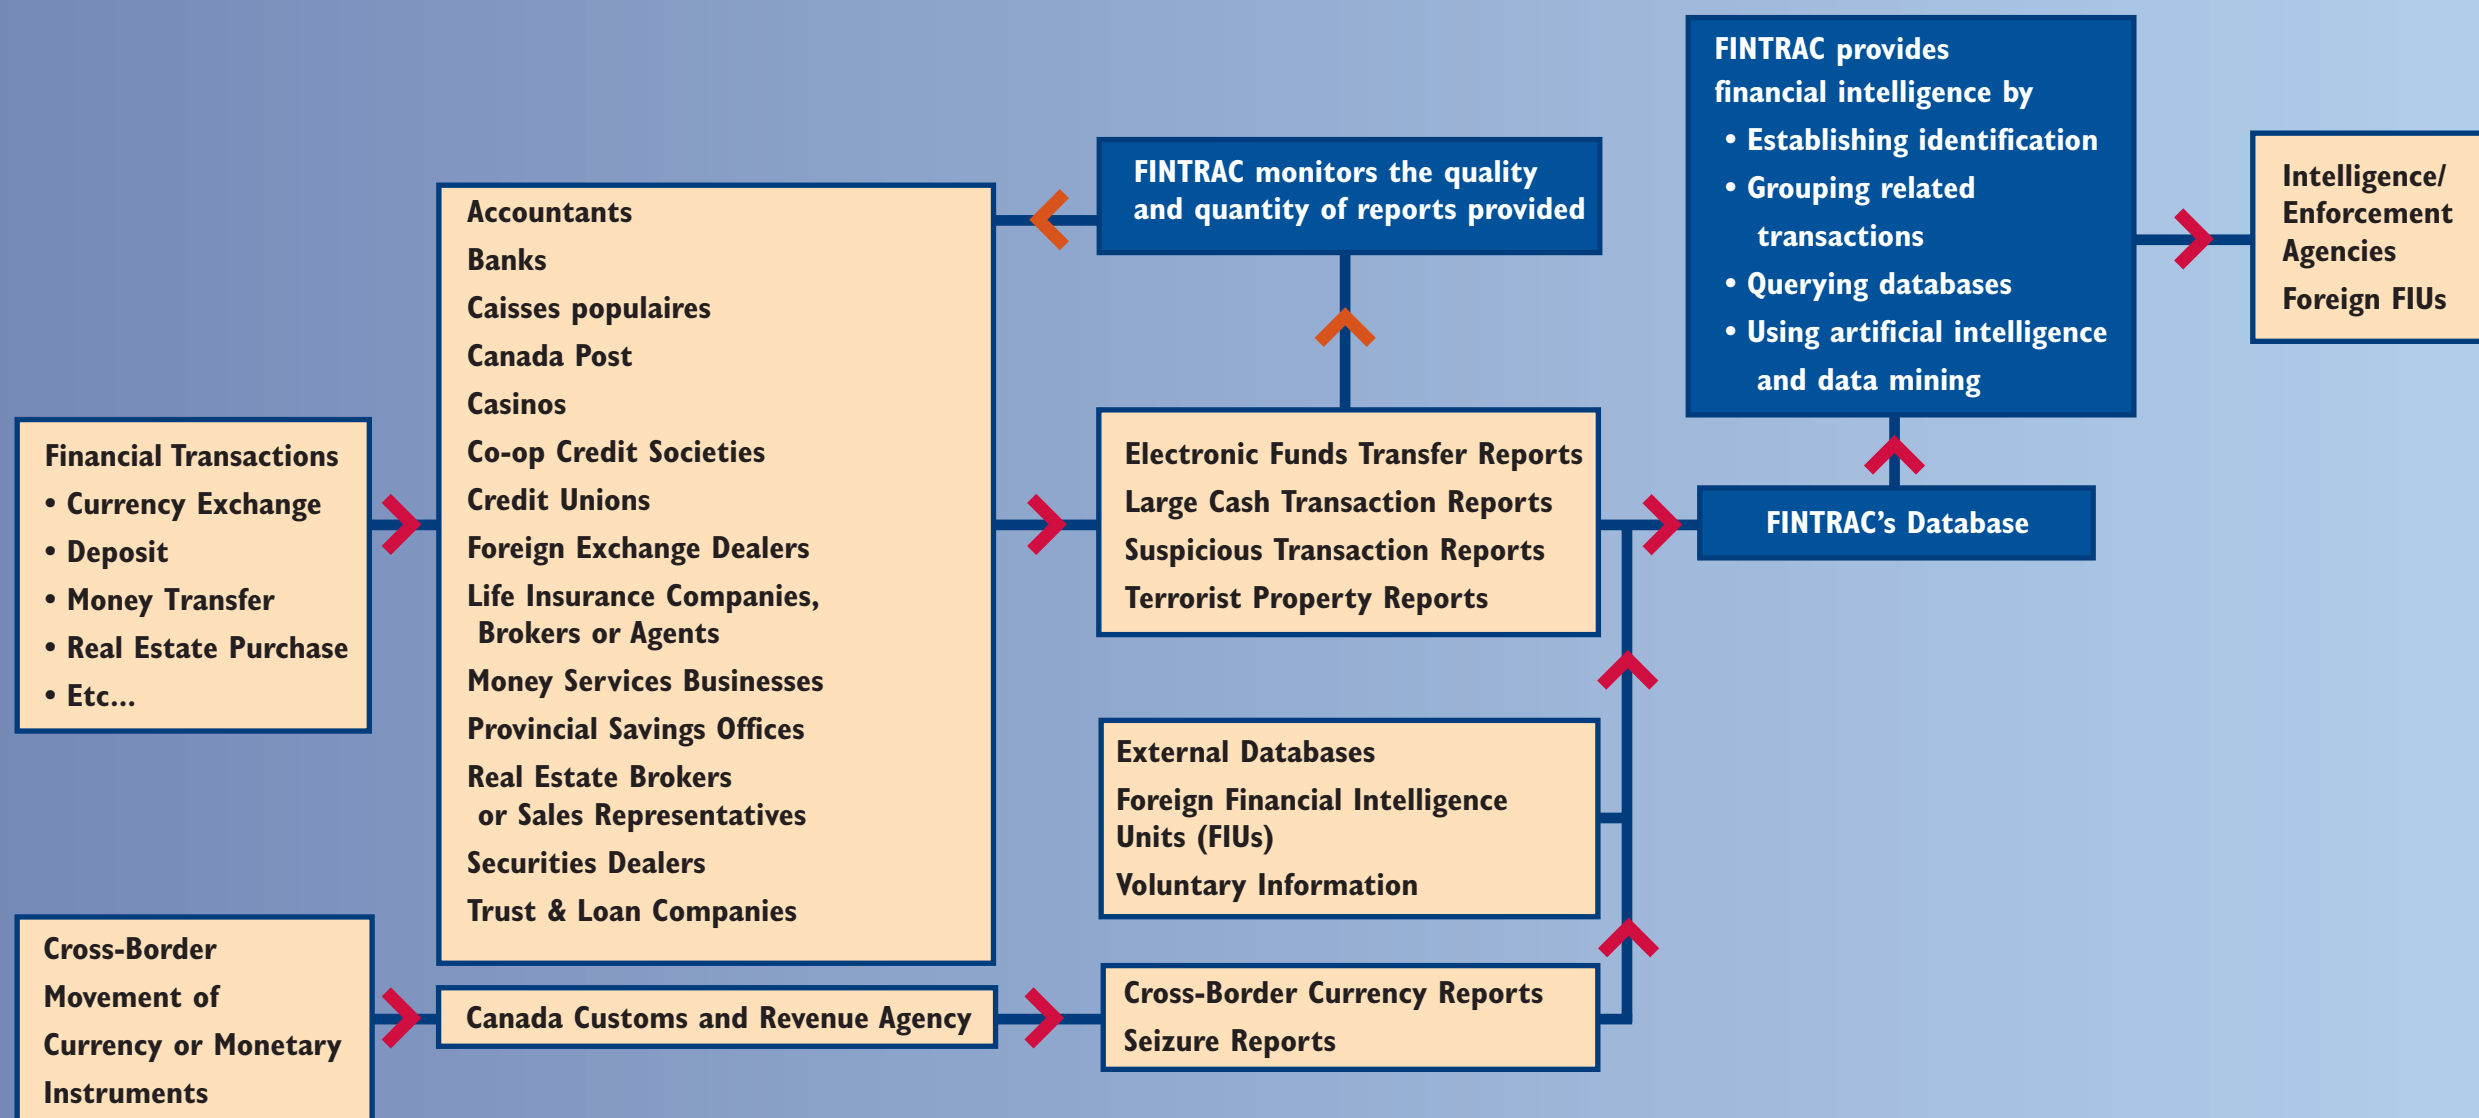 Financial Transactions
• Currency Exchange
• Deposit
• Money Transfer
• Real Estate Purchase
• Etc...
Cross-Border
Movement of
Currency or Monetary
Instruments
Accountants
Banks
Caisses populaires
Canada Post
Casinos
Co-op Credit Societies
Credit Unions
Foreign Exchange Dealers
Life Insurance Companies,
Brokers or Agents
Money Services Businesses
Provincial Savings Offices
Real Estate Brokers
or Sales Representatives
Securities Dealers
Trust & Loan Companies
Canada Customs and Revenue Agency
FINTRAC monitors the quality
and quantity of reports provided
Electronic Funds Transfer Reports
Large Cash Transaction Reports
Suspicious Transaction Reports
Terrorist Property Reports
External Databases
Foreign Financial Intelligence
Units (FIUs)
Voluntary Information
Cross-Border Currency Reports
Seizure Reports
FINTRAC provides
financial intelligence by
• Establishing identification
• Grouping related
transactions
• Querying databases
• Using artificial intelligence
and data mining
FINTRAC’s Database
Intelligence/
Enforcement
Agencies
Foreign FIUs